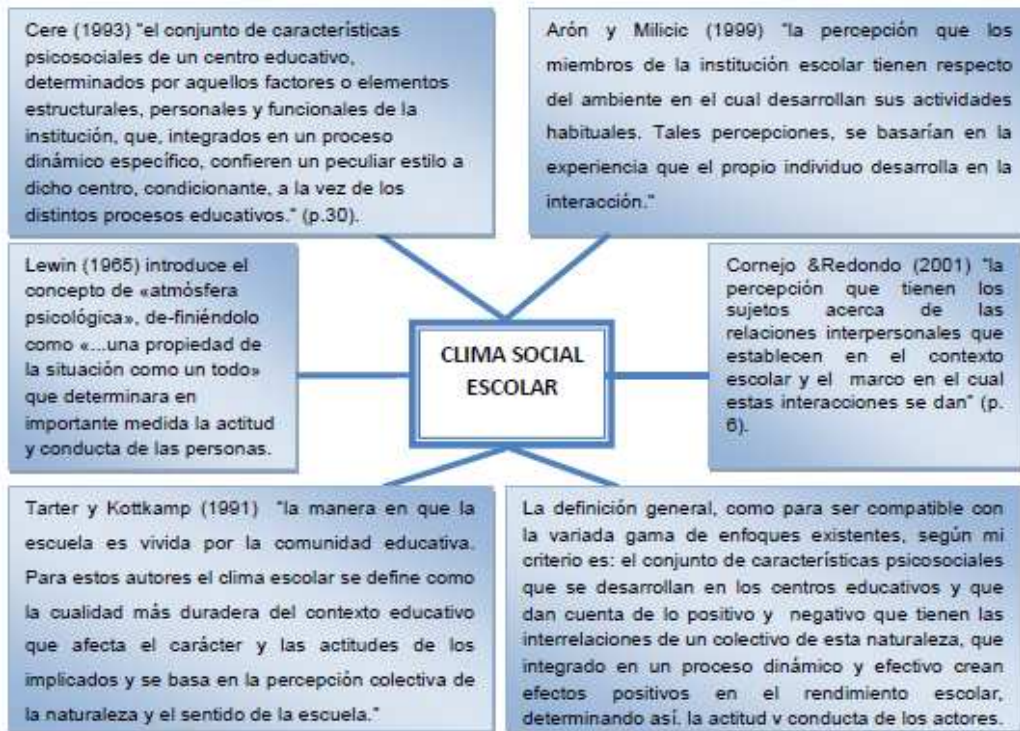 Cere (1993) "el conjunto de características
psicosociales de un centro educativo,
determinados por aquellos factores o elementos
estructurales, personales y funcionales de la
institución, que, integrados en un proceso
dinámico específico, confieren un peculiar estilo a
dicho centro, condicionante, a la vez de los
distintos procesos educativos." (p.30).
Arón y Milicic (1999) "la percepción que los
miembros de la institución escolar tienen respecto
del ambiente en el cual desarrollan sus actividades
habituales. Tales percepciones, se basarían en la
experiencia que el propio individuo desarrolla en la
interacción."
Lewin (1965) introduce el
concepto de «atmósfera
psicológica», de-finiéndolo
como «...una propiedad de
la situación como un todo»
que determinara en
importante medida la actitud
y conducta de las personas.
CLIMA SOCIAL
ESCOLAR
Cornejo &Redondo (2001) "la
percepción que tienen los
sujetos acerca de las
relaciones interpersonales que
establecen en el contexto
escolar y el marco en el cual
estas interacciones se dan" (p.
6).
Tarter y Kottkamp (1991) "la manera en que la
escuela es vivida por la comunidad educativa.
Para estos autores el clima escolar se define como
la cualidad más duradera del contexto educativo
que afecta el carácter y las actitudes de los
implicados y se basa en la percepción colectiva de
la naturaleza y el sentido de la escuela."
La definición general, como para ser compatible con
la variada gama de enfoques existentes, según mi
criterio es: el conjunto de características psicosociales
que se desarrollan en los centros educativos y que
dan cuenta de lo positivo y negativo que tienen las
interrelaciones de un colectivo de esta naturaleza, que
integrado en un proceso dinámico y efectivo crean
efectos positivos en el rendimiento escolar,
determinando así, la actitud y conducta de los actores.